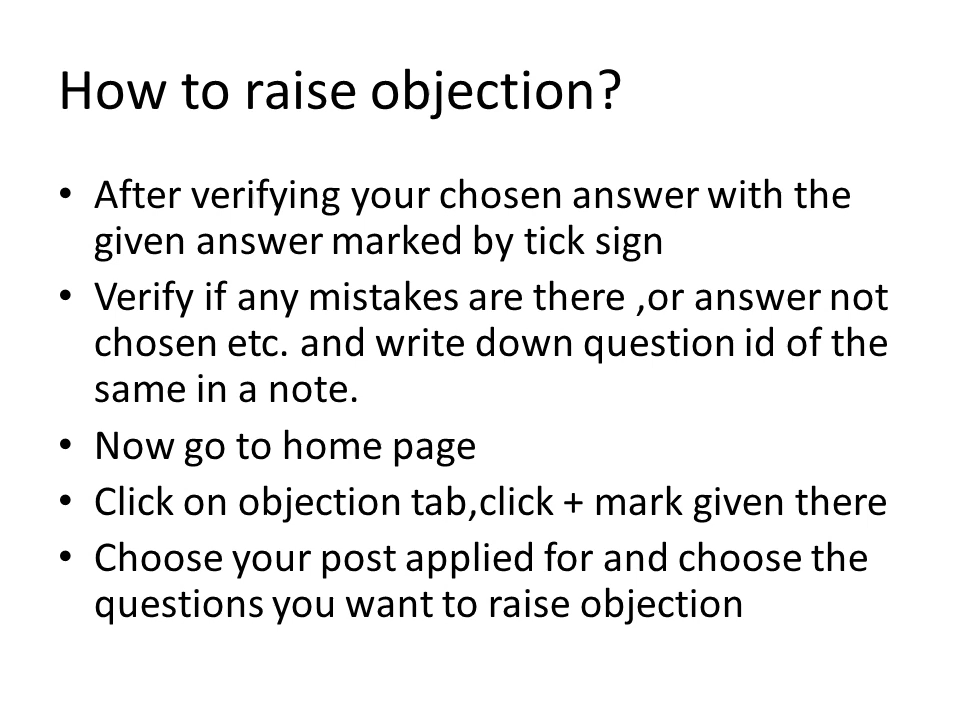 How to raise objection?
• After verifying your chosen answer with the
given answer marked by tick sign
• Verify if any mistakes are there ,or answer not
chosen etc. and write down question id of the
same in a note.
• Now go to home page
• Click on objection tab,click + mark given there
• Choose your post applied for and choose the
questions you want to raise objection